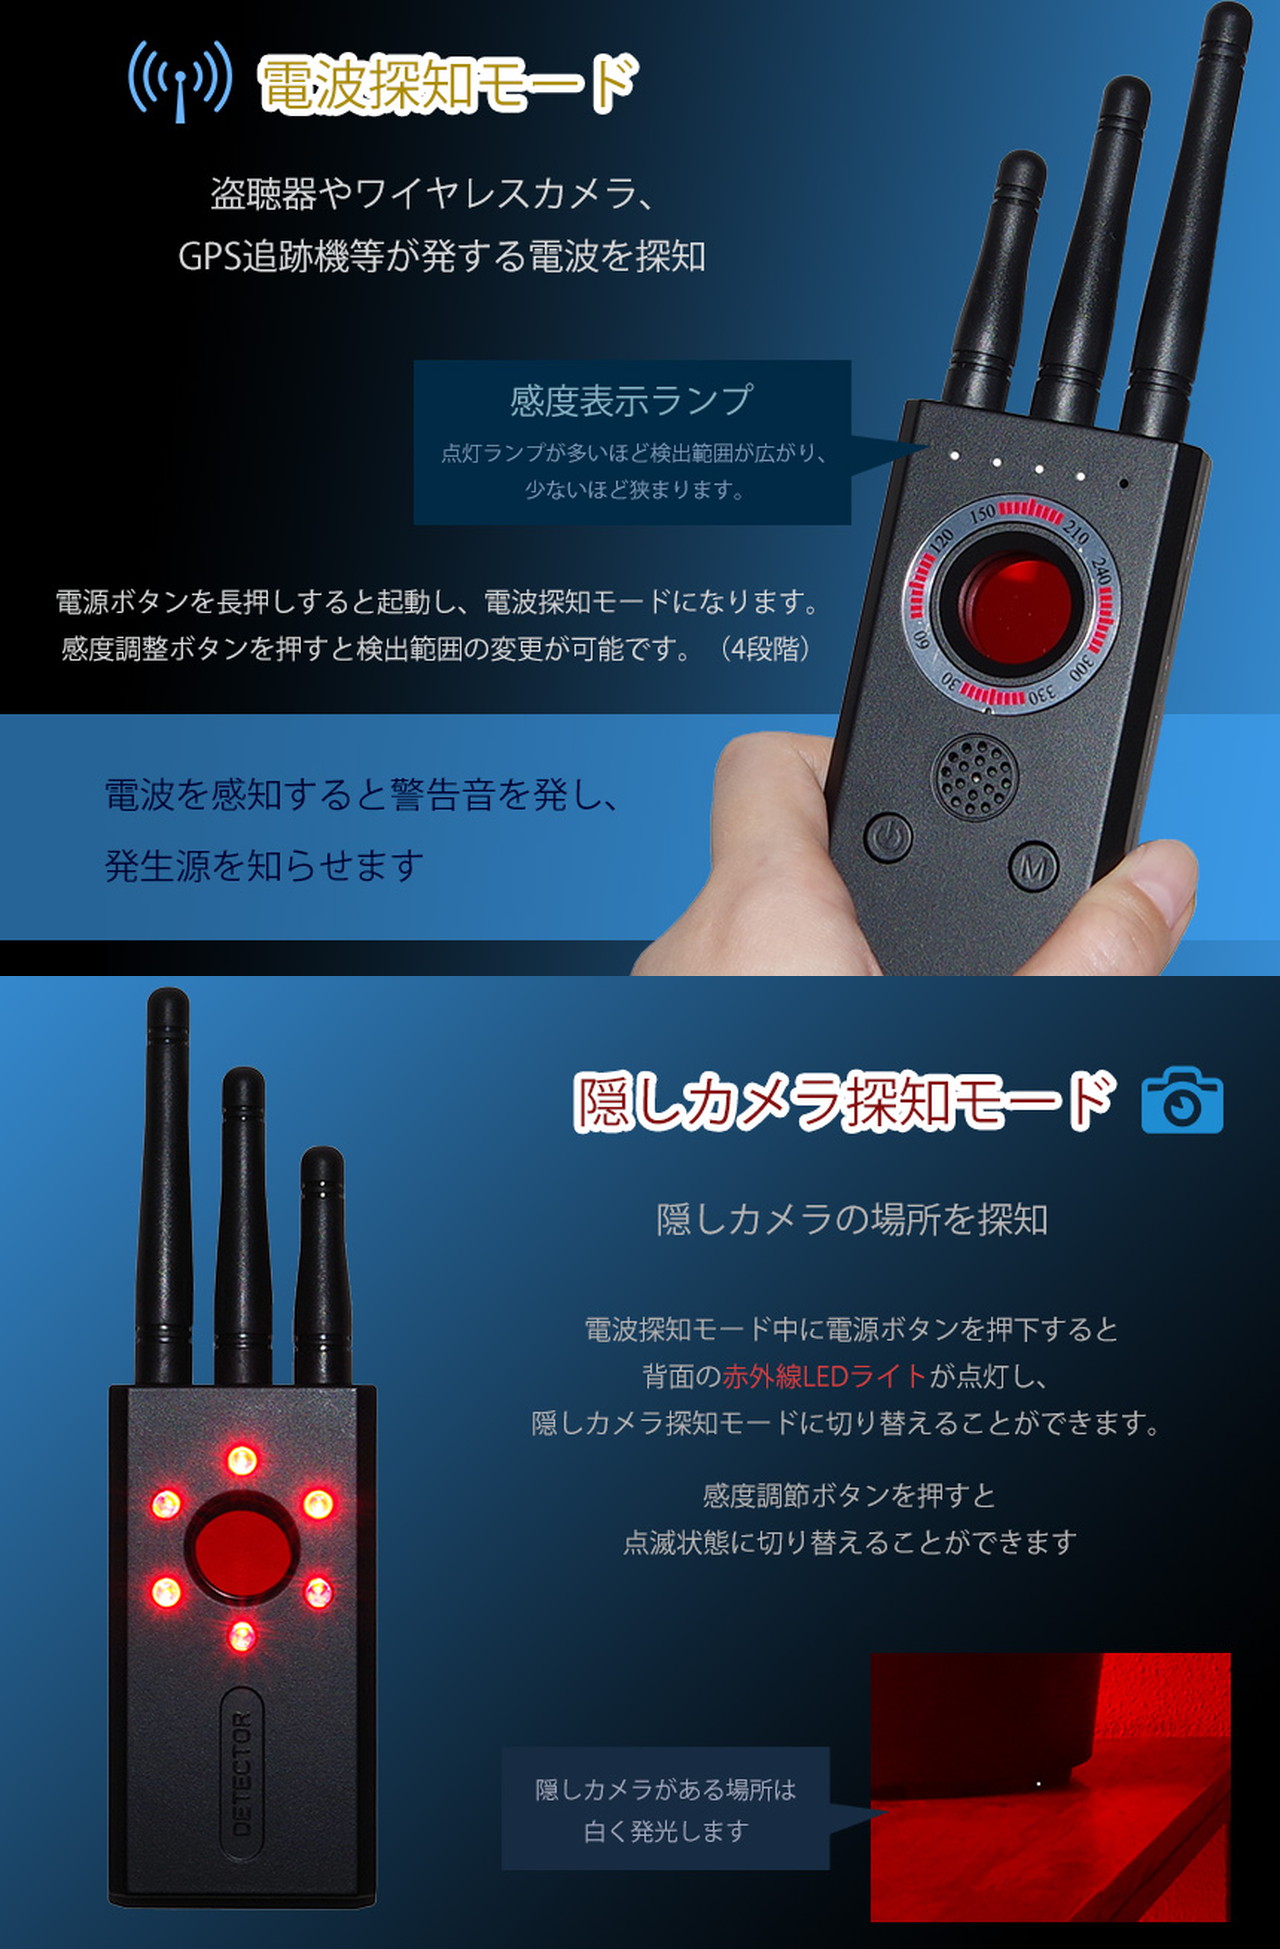 電波探知モード
盗聴器やワイヤレスカメラ、
GPS追跡機等が発する電波を探知
感度表示ランプ
点灯ランプが多いほど検出範囲が広がり、
少ないほど狭まります。
電源ボタンを長押しすると起動し、電波探知モードになります。
感度調整ボタンを押すと検出範囲の変更が可能です。（4段階）
30
60
120
150
210
240
300
330
M
電波を感知すると警告音を発し、
発生源を知らせます
隠しカメラ探知モード
隠しカメラの場所を探知
電波探知モード中に電源ボタンを押下すると
背面の赤外線LEDライトが点灯し、
隠しカメラ探知モードに切り替えることができます。
感度調節ボタンを押すと
点滅状態に切り替えることができます
DETECTOR
隠しカメラがある場所は
白く発光します